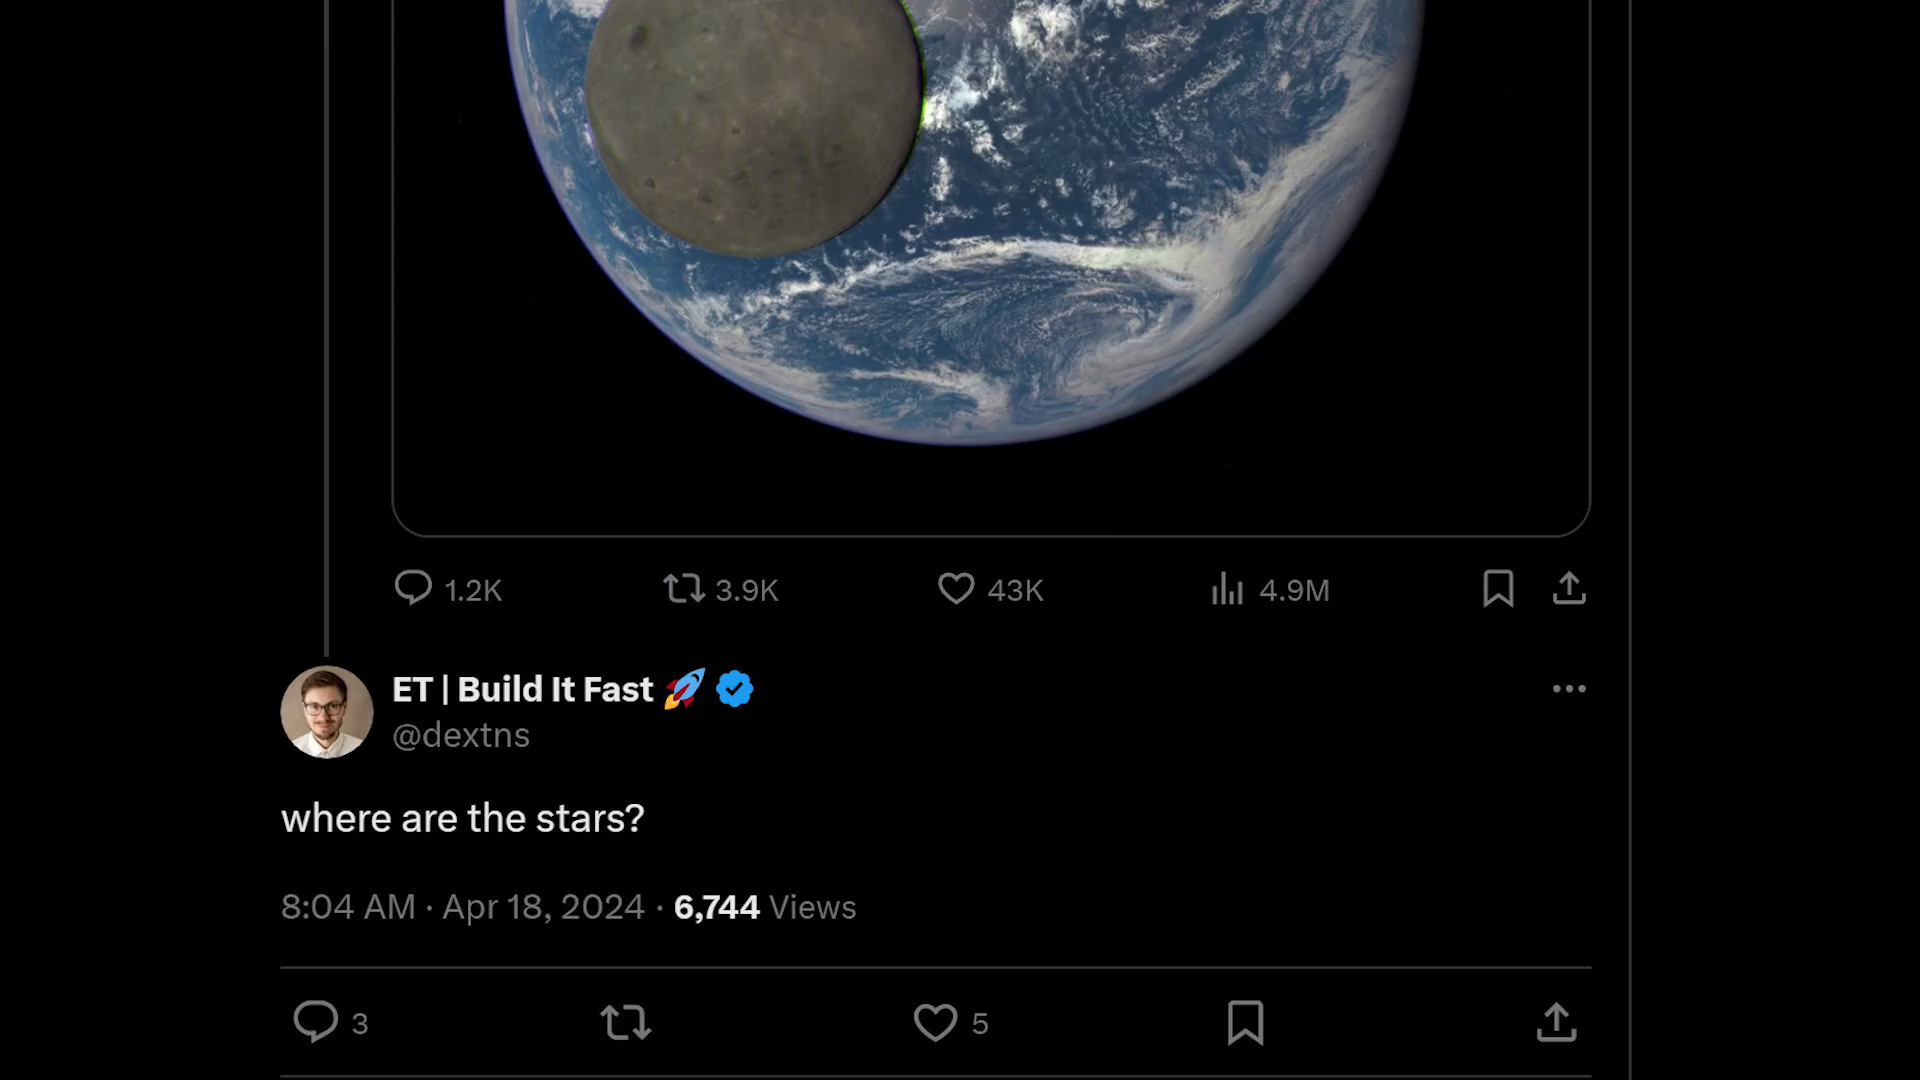 1.2K 3.9K 43K 4.9M
ET | Build It Fast 🚀
@dextns
where are the stars?
8:04 AM · Apr 18, 2024 · 6,744 Views
3 5